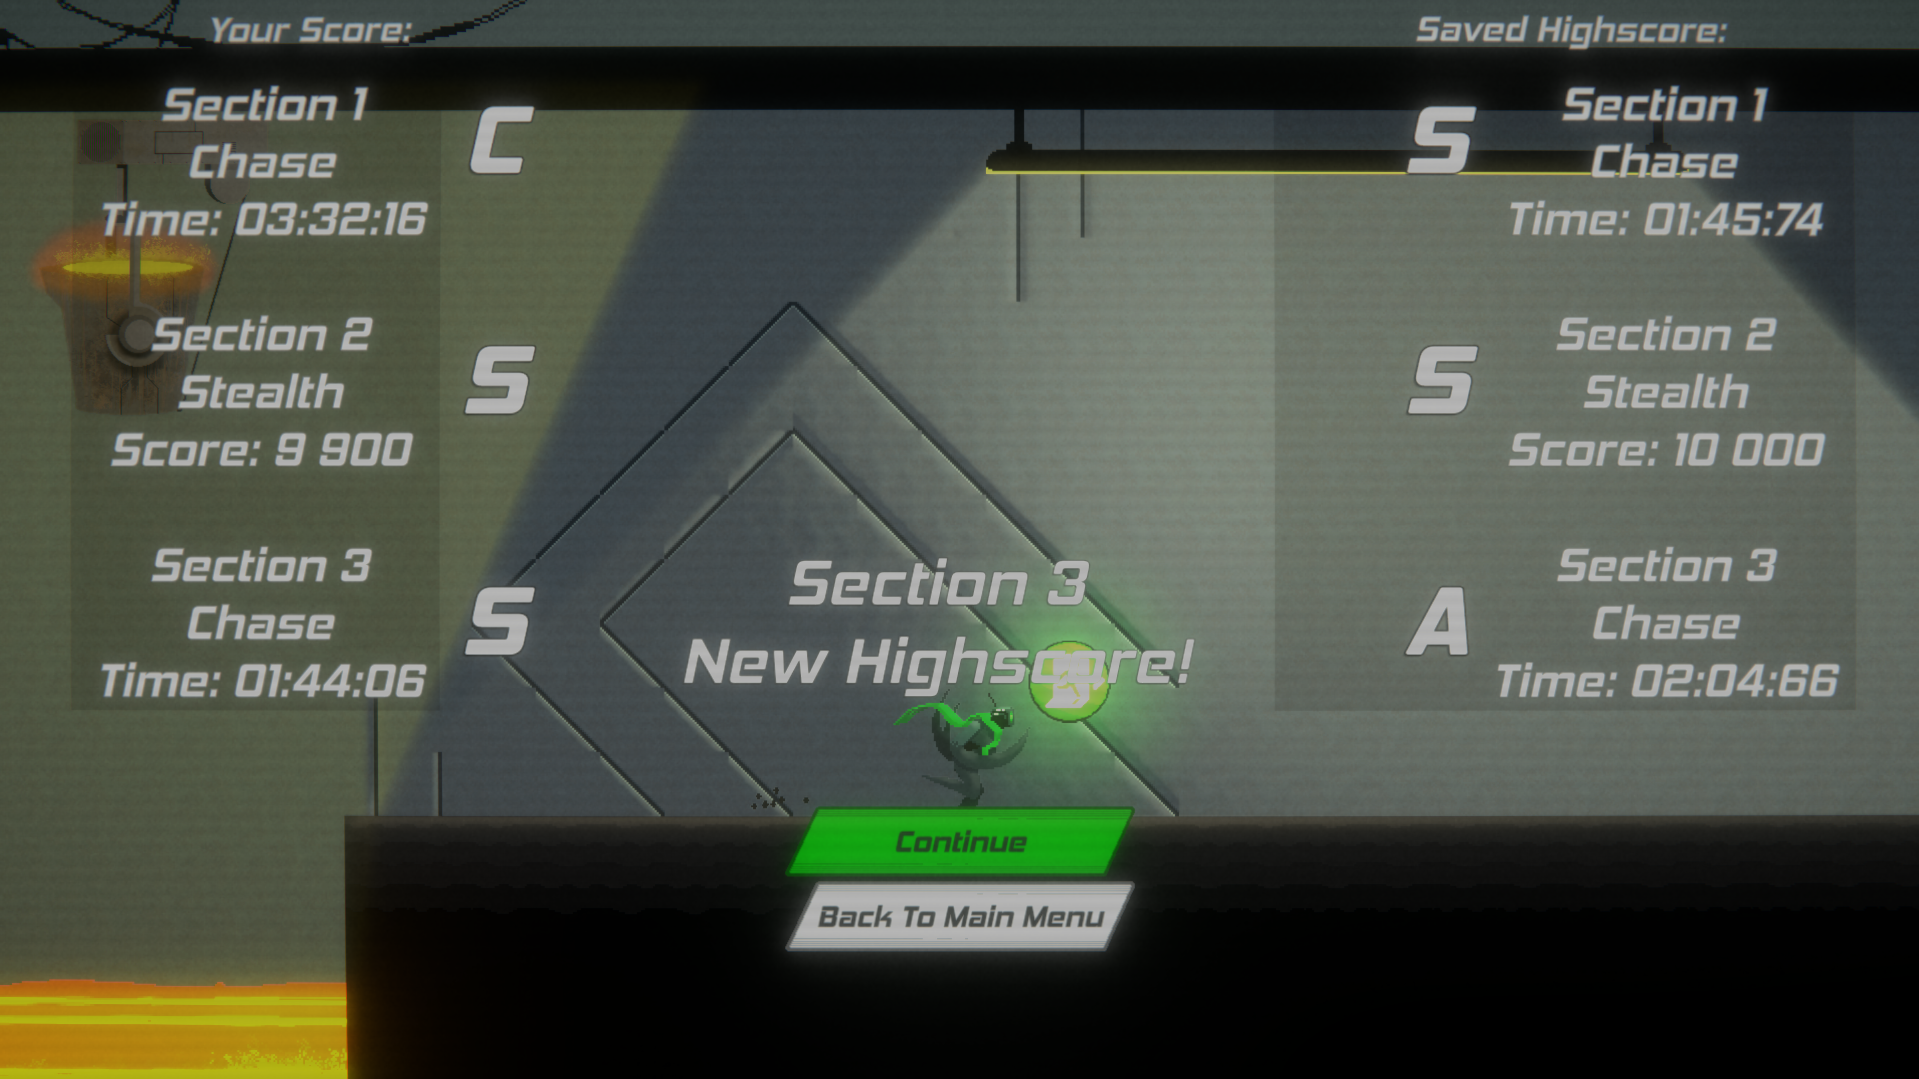 Your Score:
Section 1
Chase
Time: 03:32:16
C
Section 2
Stealth
Score: 9 900
S
Section 3
Chase
Time: 01:44:06
S
Section 3
New Highscore!
Continue
Back To Main Menu
Saved Highscore:
S
Section 1
Chase
Time: 01:45:74
S
Section 2
Stealth
Score: 10 000
A
Section 3
Chase
Time: 02:04:66